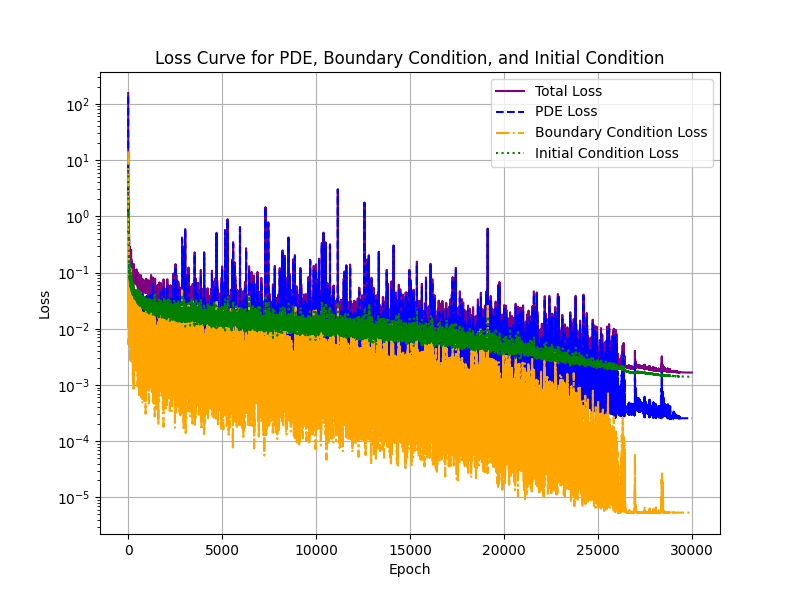 Loss Curve for PDE, Boundary Condition, and Initial Condition
Total Loss
PDE Loss
Boundary Condition Loss
Initial Condition Loss
Loss
10²
10¹
10⁰
10⁻¹
10⁻²
10⁻³
10⁻⁴
10⁻⁵
0 5000 10000 15000 20000 25000 30000
Epoch